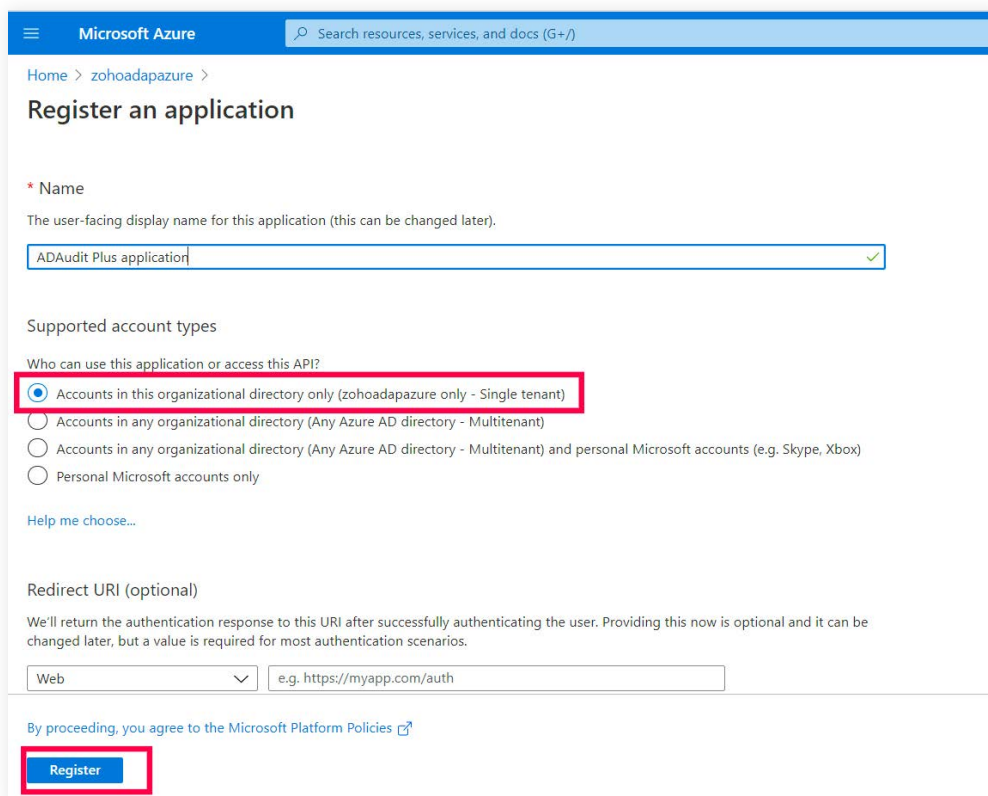 Microsoft Azure
Search resources, services, and docs (G+/)
Home > zohoadapazure >
Register an application
* Name
The user-facing display name for this application (this can be changed later).
ADAudit Plus application
Supported account types
Who can use this application or access this API?
Accounts in this organizational directory only (zohoadapazure only - Single tenant)
Accounts in any organizational directory (Any Azure AD directory - Multitenant)
Accounts in any organizational directory (Any Azure AD directory - Multitenant) and personal Microsoft accounts (e.g. Skype, Xbox)
Personal Microsoft accounts only
Help me choose...
Redirect URI (optional)
We'll return the authentication response to this URI after successfully authenticating the user. Providing this now is optional and it can be
changed later, but a value is required for most authentication scenarios.
Web
e.g. https://myapp.com/auth
By proceeding, you agree to the Microsoft Platform Policies
Register